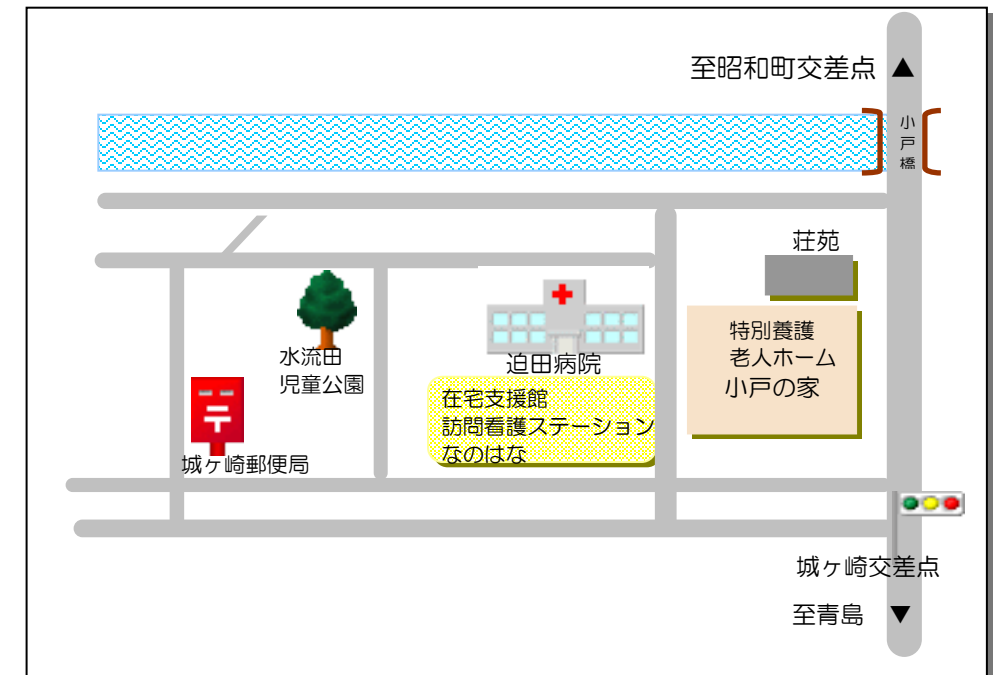 至昭和町交差点 ▲
小戸橋
荘苑
特別養護
老人ホーム
小戸の家
迫田病院
水流田
児童公園
在宅支援館
訪問看護ステーション
なのはな
城ヶ崎郵便局
城ヶ崎交差点
至青島 ▼